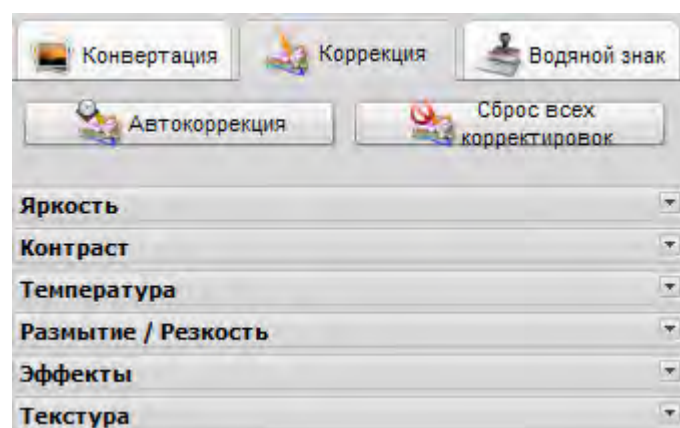 Конвертация Коррекция Водяной знак
Автокоррекция Сброс всех
корректировок
Яркость
Контраст
Температура
Размытие / Резкость
Эффекты
Текстура